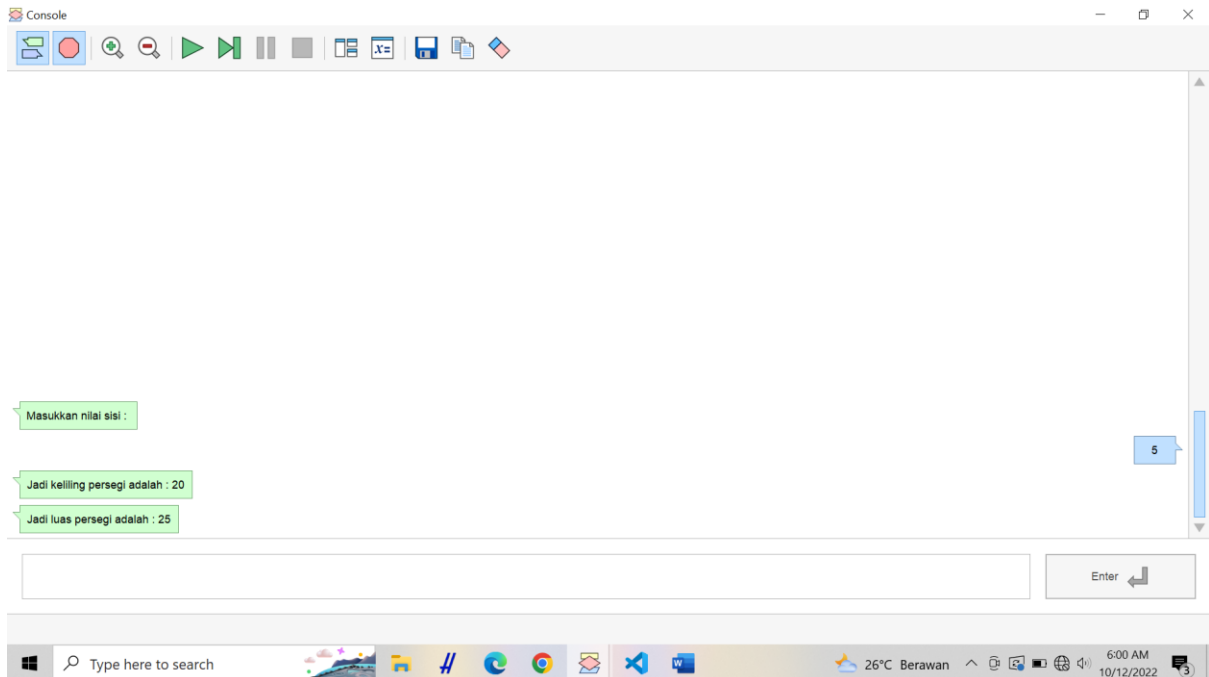 Console
x=
Masukkan nilai sisi :
5
Jadi keliling persegi adalah : 20
Jadi luas persegi adalah : 25
Enter
Type here to search
26°C Berawan
6:00 AM
10/12/2022
3